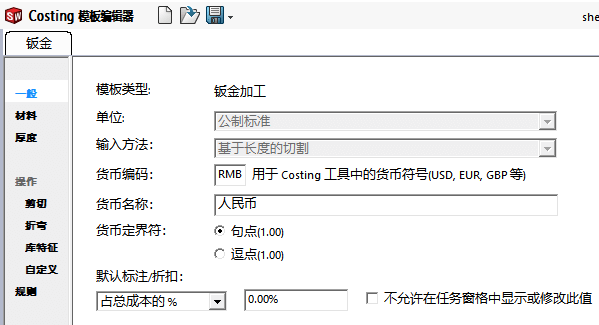 SW Costing 模板编辑器
she
钣金
一般
材料
厚度
操作
剪切
折弯
库特征
自定义
规则
模板类型: 钣金加工
单位: 公制标准
输入方法: 基于长度的切割
货币编码: RMB 用于 Costing 工具中的货币符号(USD, EUR, GBP 等)
货币名称: 人民币
货币定界符: 句点(1.00)
逗点(1.00)
默认标注/折扣:
占总成本的 % 0.00% 不允许在任务窗格中显示或修改此值